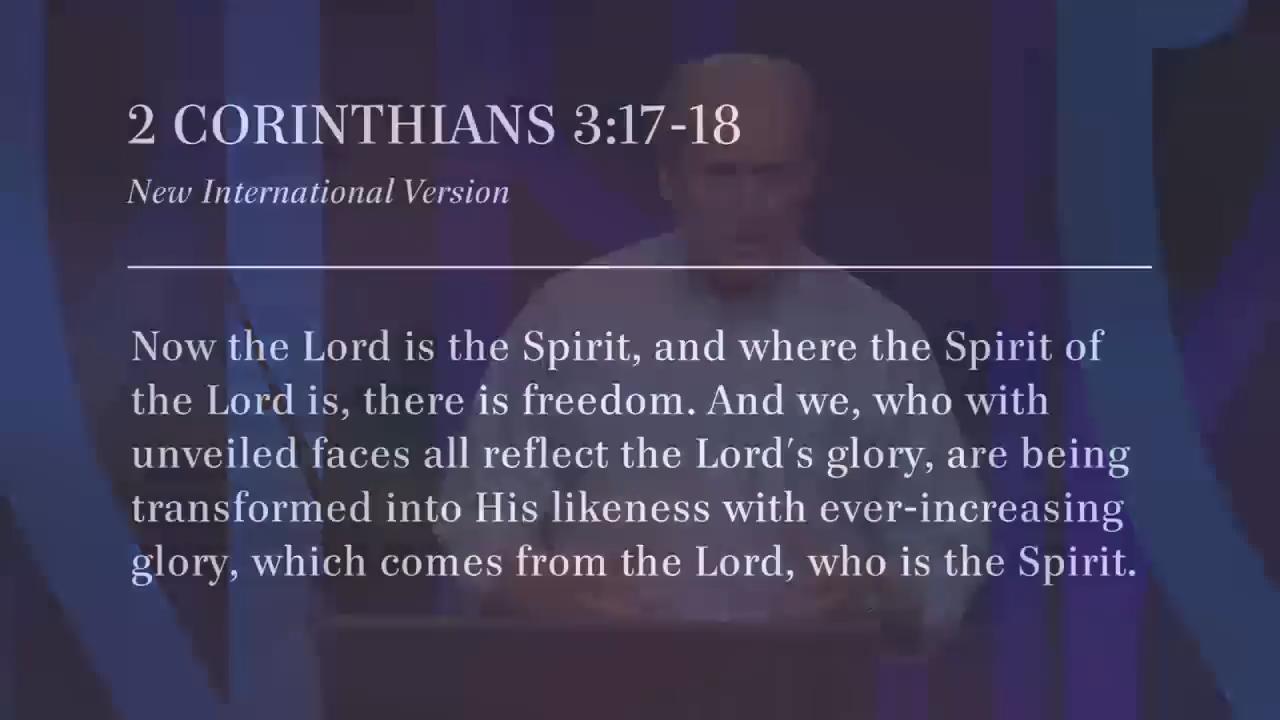 2 CORINTHIANS 3:17-18
New International Version
Now the Lord is the Spirit, and where the Spirit of
the Lord is, there is freedom. And we, who with
unveiled faces all reflect the Lord's glory, are being
transformed into His likeness with ever-increasing
glory, which comes from the Lord, who is the Spirit.